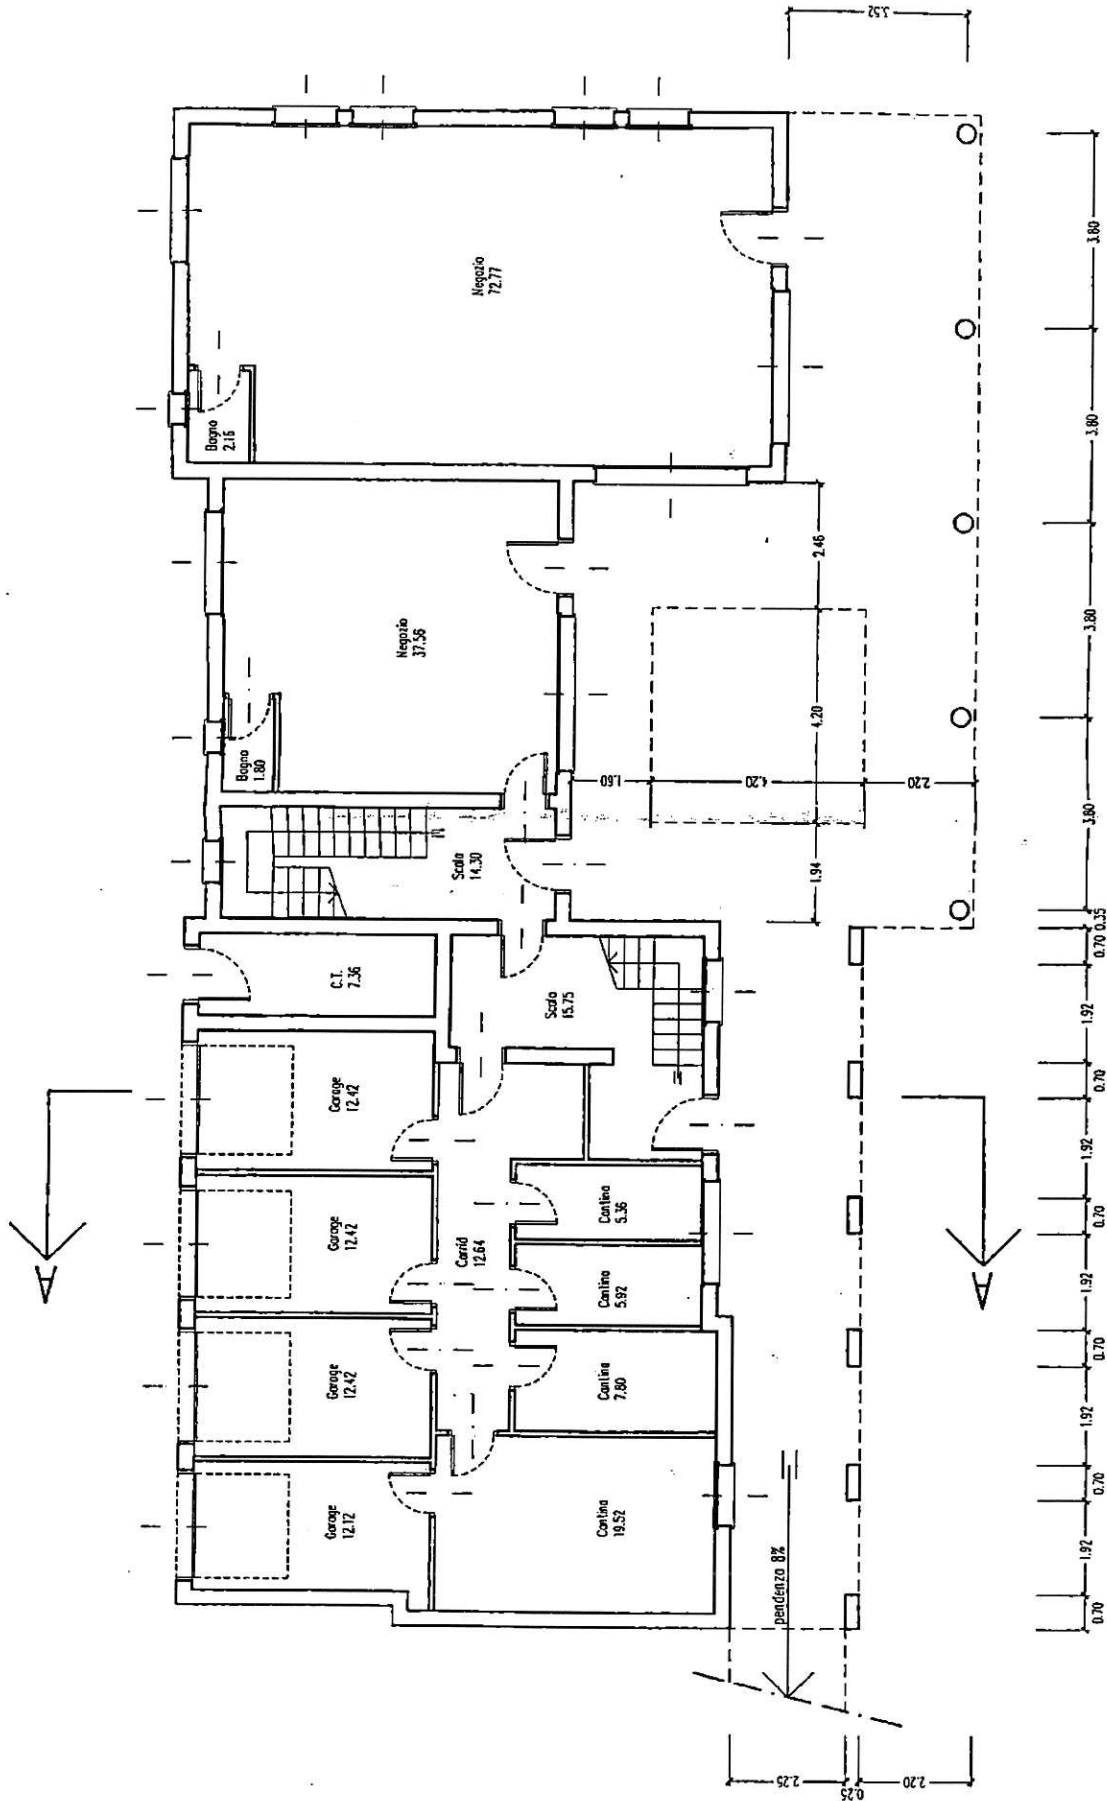 3.52
Negozio
72.77
3.80
Bagno
2.16
3.80
2.46
Negozio
37.56
3.80
4.20
Bagno
1.80
1.60
4.20
2.20
3.80
Scala
14.30
1.94
0.35
0.70
C.T.
7.36
Scala
15.75
1.92
Garage
12.42
0.70
1.92
Garage
12.42
Corrid
12.64
Cantina
5.36
0.70
A
A
Cantina
5.92
1.92
Garage
12.42
Cantina
7.80
0.70
1.92
Garage
12.12
Cantina
19.52
0.70
pendenza 8%
1.92
0.70
2.25
0.25
2.20